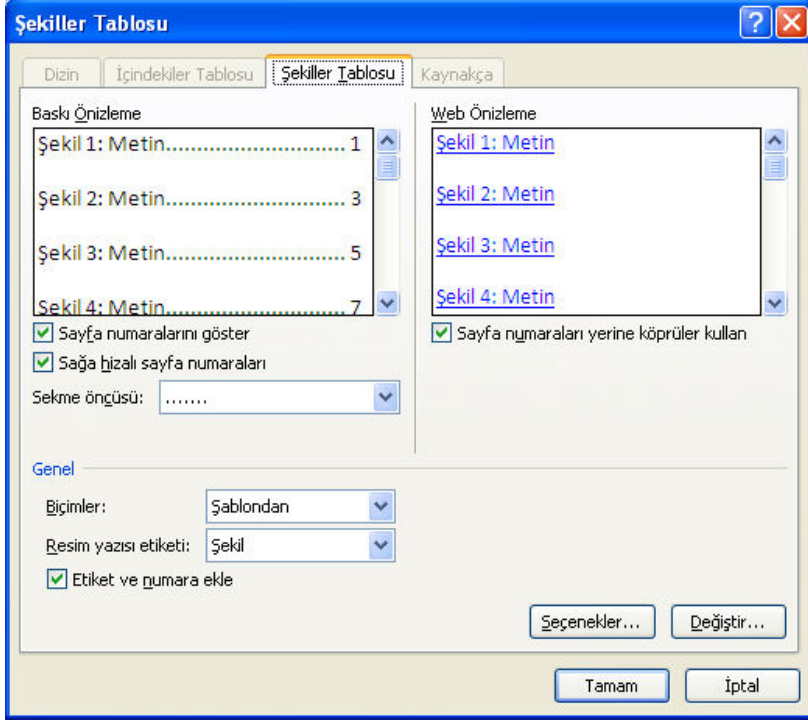 Şekiller Tablosu
Dizin İçindekiler Tablosu Şekiller Tablosu Kaynakça
Baskı Önizleme
Şekil 1: Metin.............................. 1
Şekil 2: Metin.............................. 3
Şekil 3: Metin.............................. 5
Şekil 4: Metin.............................. 7
Sayfa numaralarını göster
Sağa hizalı sayfa numaraları
Sekme öncüsü: .......
Web Önizleme
Şekil 1: Metin
Şekil 2: Metin
Şekil 3: Metin
Şekil 4: Metin
Sayfa numaraları yerine köprüler kullan
Genel
Biçimler: Şablondan
Resim yazısı etiketi: Şekil
Etiket ve numara ekle
Seçenekler... Değiştir...
Tamam İptal